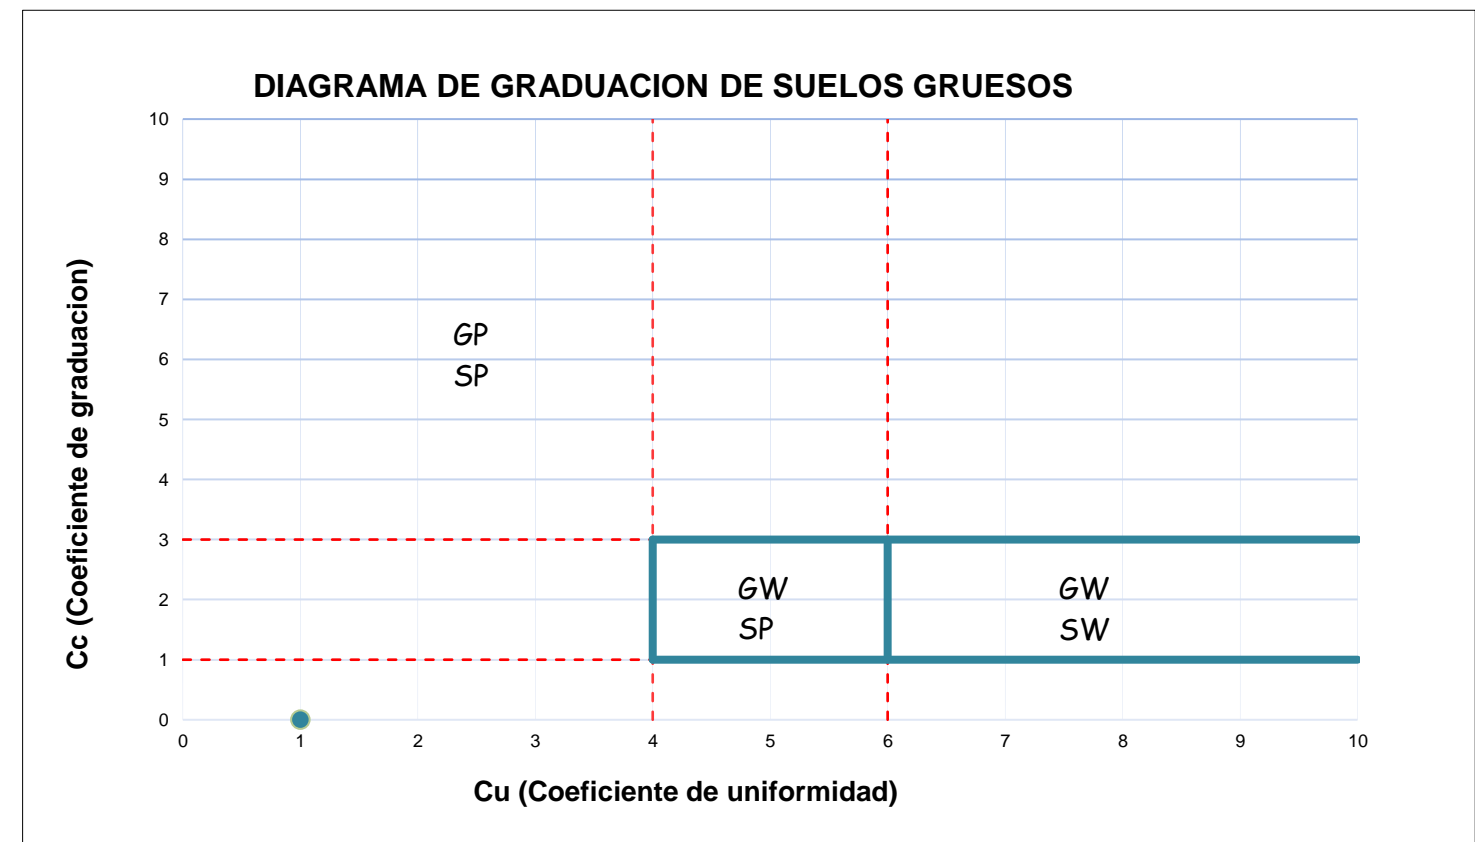 DIAGRAMA DE GRADUACION DE SUELOS GRUESOS
10
9
8
7
6
5
4
3
2
1
0
Cc (Coeficiente de graduacion)
GP
SP
GW
SP
GW
SW
0 1 2 3 4 5 6 7 8 9 10
Cu (Coeficiente de uniformidad)